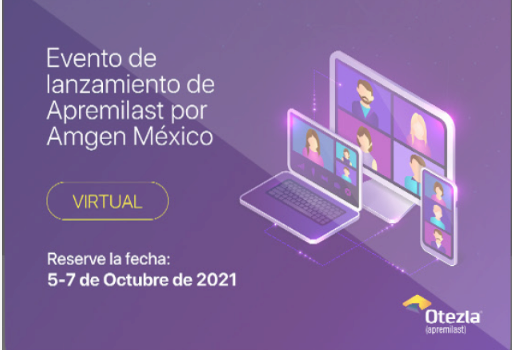 Evento de
lanzamiento de
Apremilast por
Amgen México
VIRTUAL
Reserve la fecha:
5-7 de Octubre de 2021
Otezla
(apremilast)